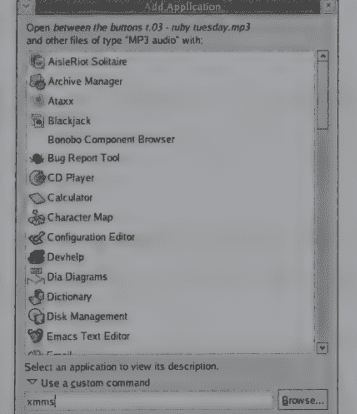 Add Application
Open between the buttons t.03 - ruby tuesday.mp3
and other files of type "MP3 audio" with:
AisleRiot Solitaire
Archive Manager
Ataxx
Blackjack
Bonobo Component Browser
Bug Report Tool
CD Player
Calculator
Character Map
Configuration Editor
Devhelp
Dia Diagrams
Dictionary
Disk Management
Emacs Text Editor
Email
Select an application to view its description.
Use a custom command
xmms
Browse...